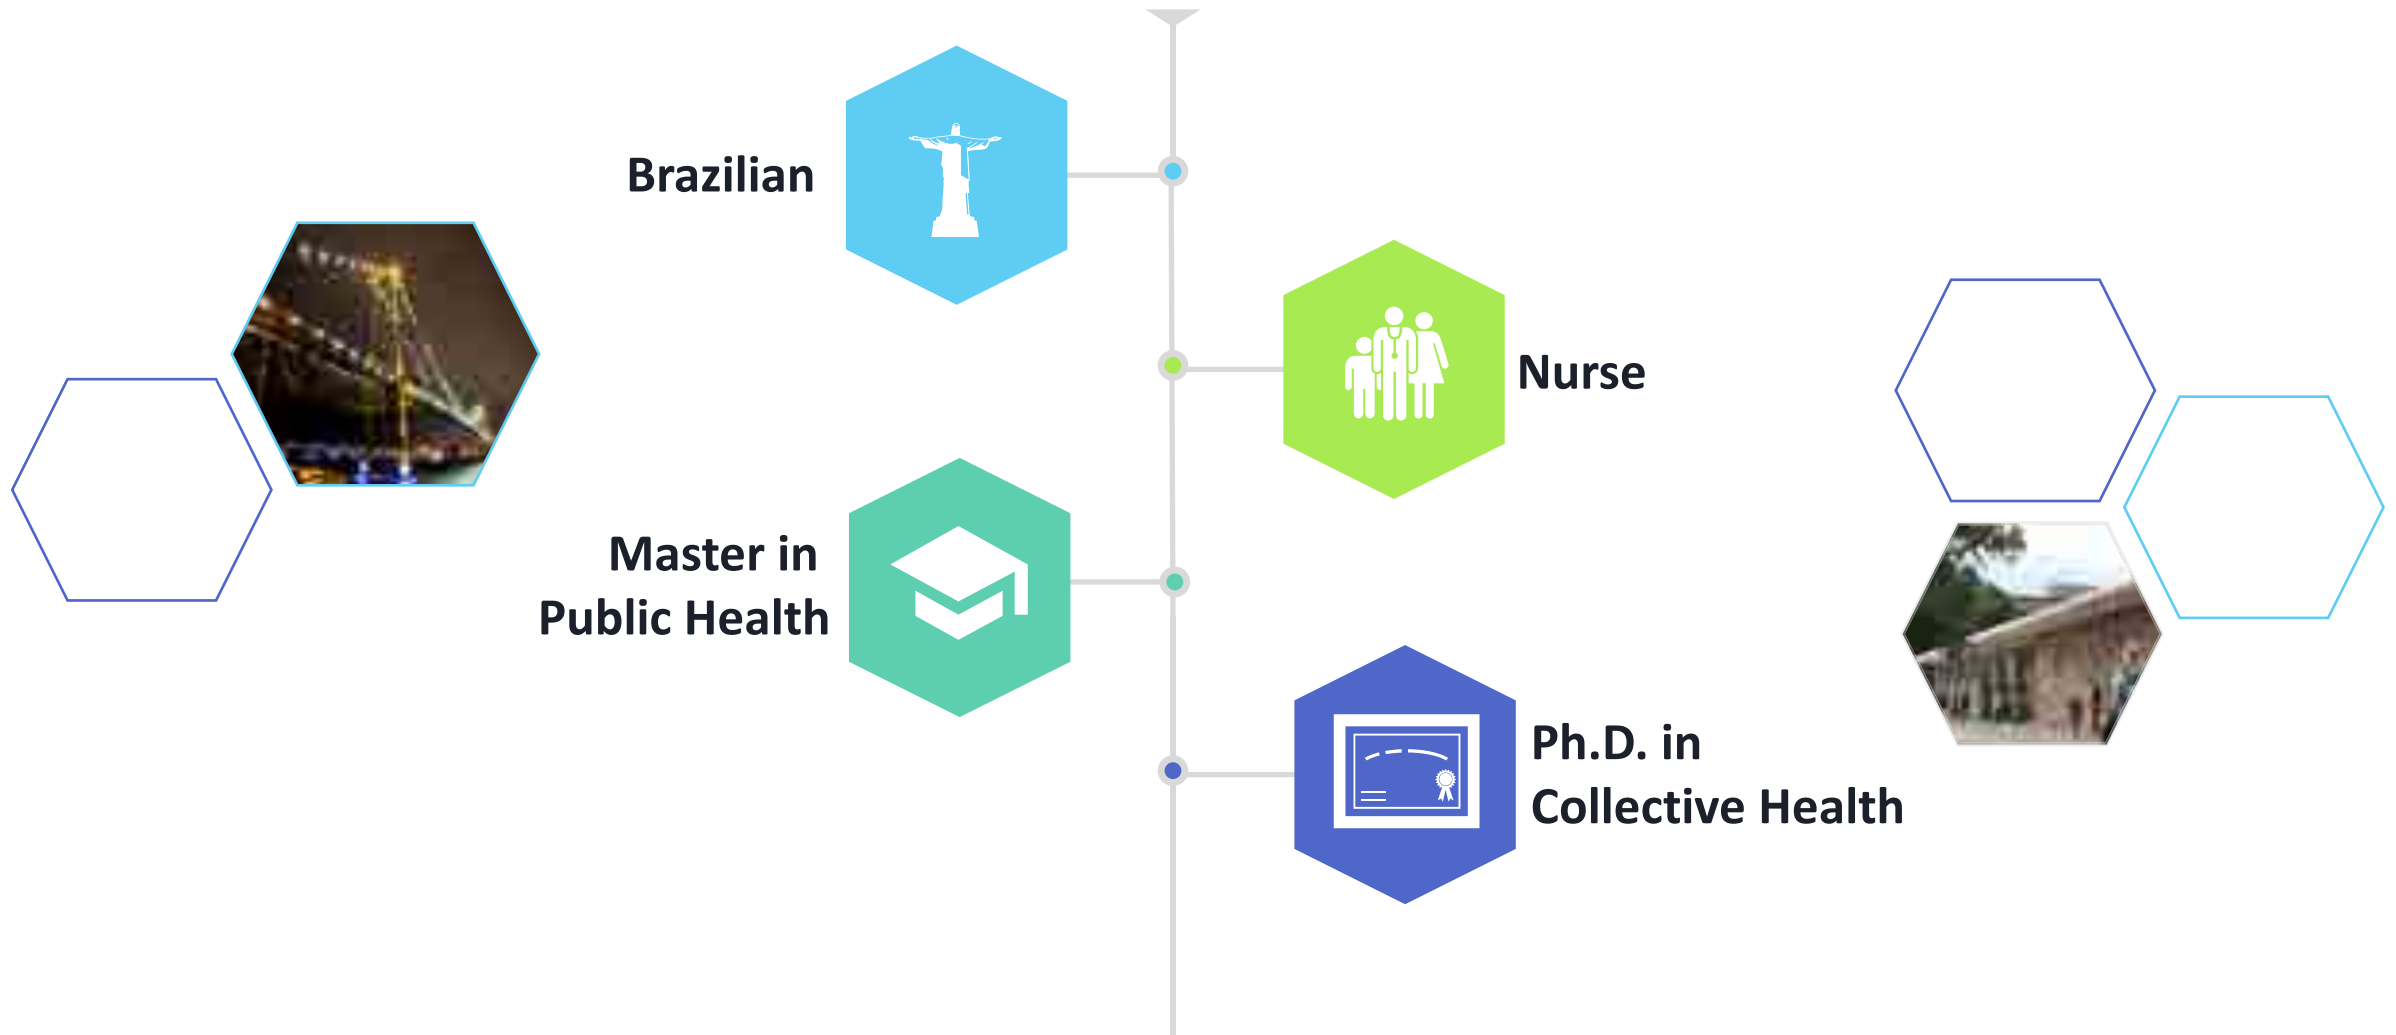 Brazilian
Nurse
Master in
Public Health
Ph.D. in
Collective Health